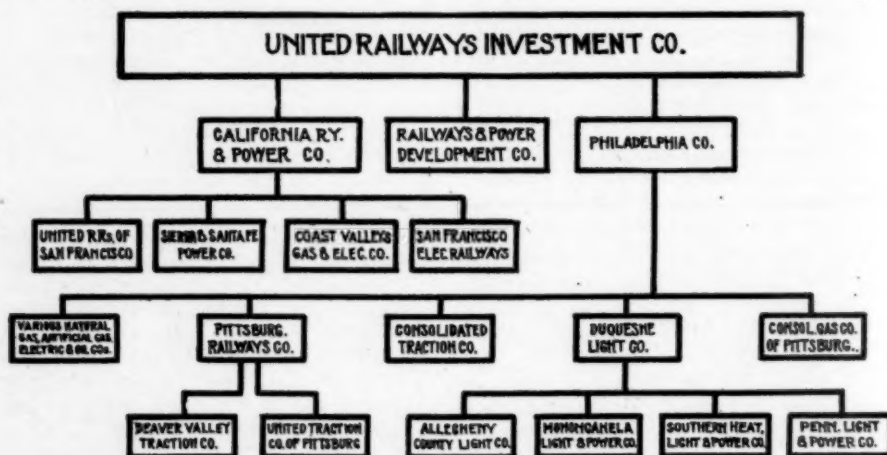 UNITED RAILWAYS INVESTMENT CO.
CALIFORNIA RY.
& POWER CO.
RAILWAYS & POWER
DEVELOPMENT CO.
PHILADELPHIA CO.
UNITED RRs. OF
SAN FRANCISCO
SIERRA & SANTA FE
POWER CO.
COAST VALLEYS
GAS & ELEC. CO.
SAN FRANCISCO
ELEC. RAILWAYS
VARIOUS NATURAL
GAS, ARTIFICIAL GAS,
ELECTRIC & OIL COs.
PITTSBURG.
RAILWAYS CO.
CONSOLIDATED
TRACTION CO.
DUQUESNE
LIGHT CO.
CONSOL. GAS CO.
OF PITTSBURG.
BEAVER VALLEY
TRACTION CO.
UNITED TRACTION
CO. OF PITTSBURG
ALLEGHENY
COUNTY LIGHT CO.
MONONGAHELA
LIGHT & POWER CO.
SOUTHERN HEAT,
LIGHT & POWER CO.
PENN. LIGHT
& POWER CO.